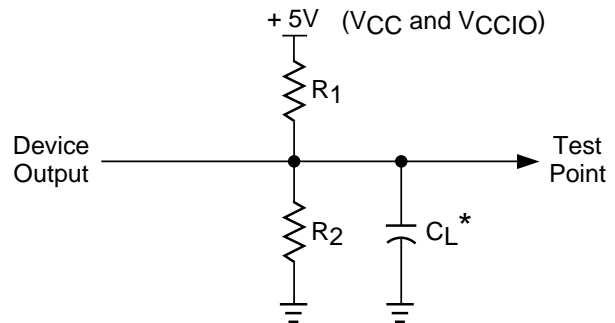 + 5V (VCC and VCCIO)
R1
Device
Output
Test
Point
R2
CL*